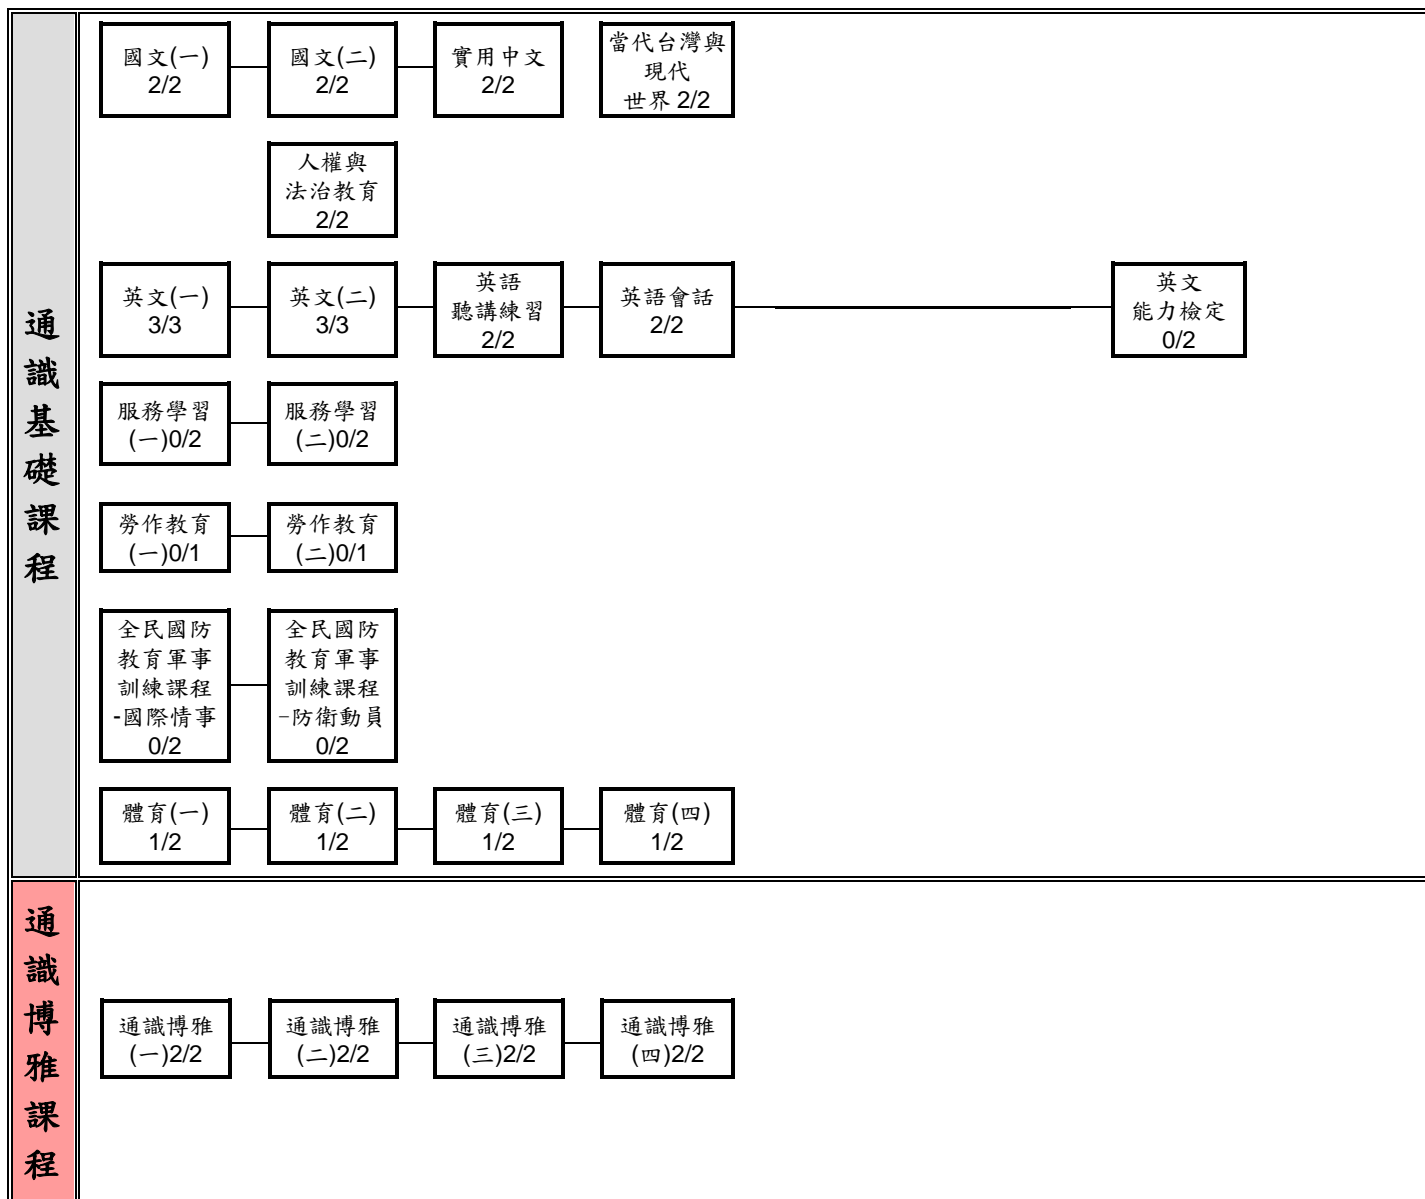 通識基礎課程
國文(一)
2/2
國文(二)
2/2
實用中文
2/2
當代台灣與
現代
世界 2/2
人權與
法治教育
2/2
英文(一)
3/3
英文(二)
3/3
英語
聽講練習
2/2
英語會話
2/2
英文
能力檢定
0/2
服務學習
(一)0/2
服務學習
(二)0/2
勞作教育
(一)0/1
勞作教育
(二)0/1
全民國防
教育軍事
訓練課程
-國際情事
0/2
全民國防
教育軍事
訓練課程
–防衛動員
0/2
體育(一)
1/2
體育(二)
1/2
體育(三)
1/2
體育(四)
1/2
通識博雅課程
通識博雅
(一)2/2
通識博雅
(二)2/2
通識博雅
(三)2/2
通識博雅
(四)2/2